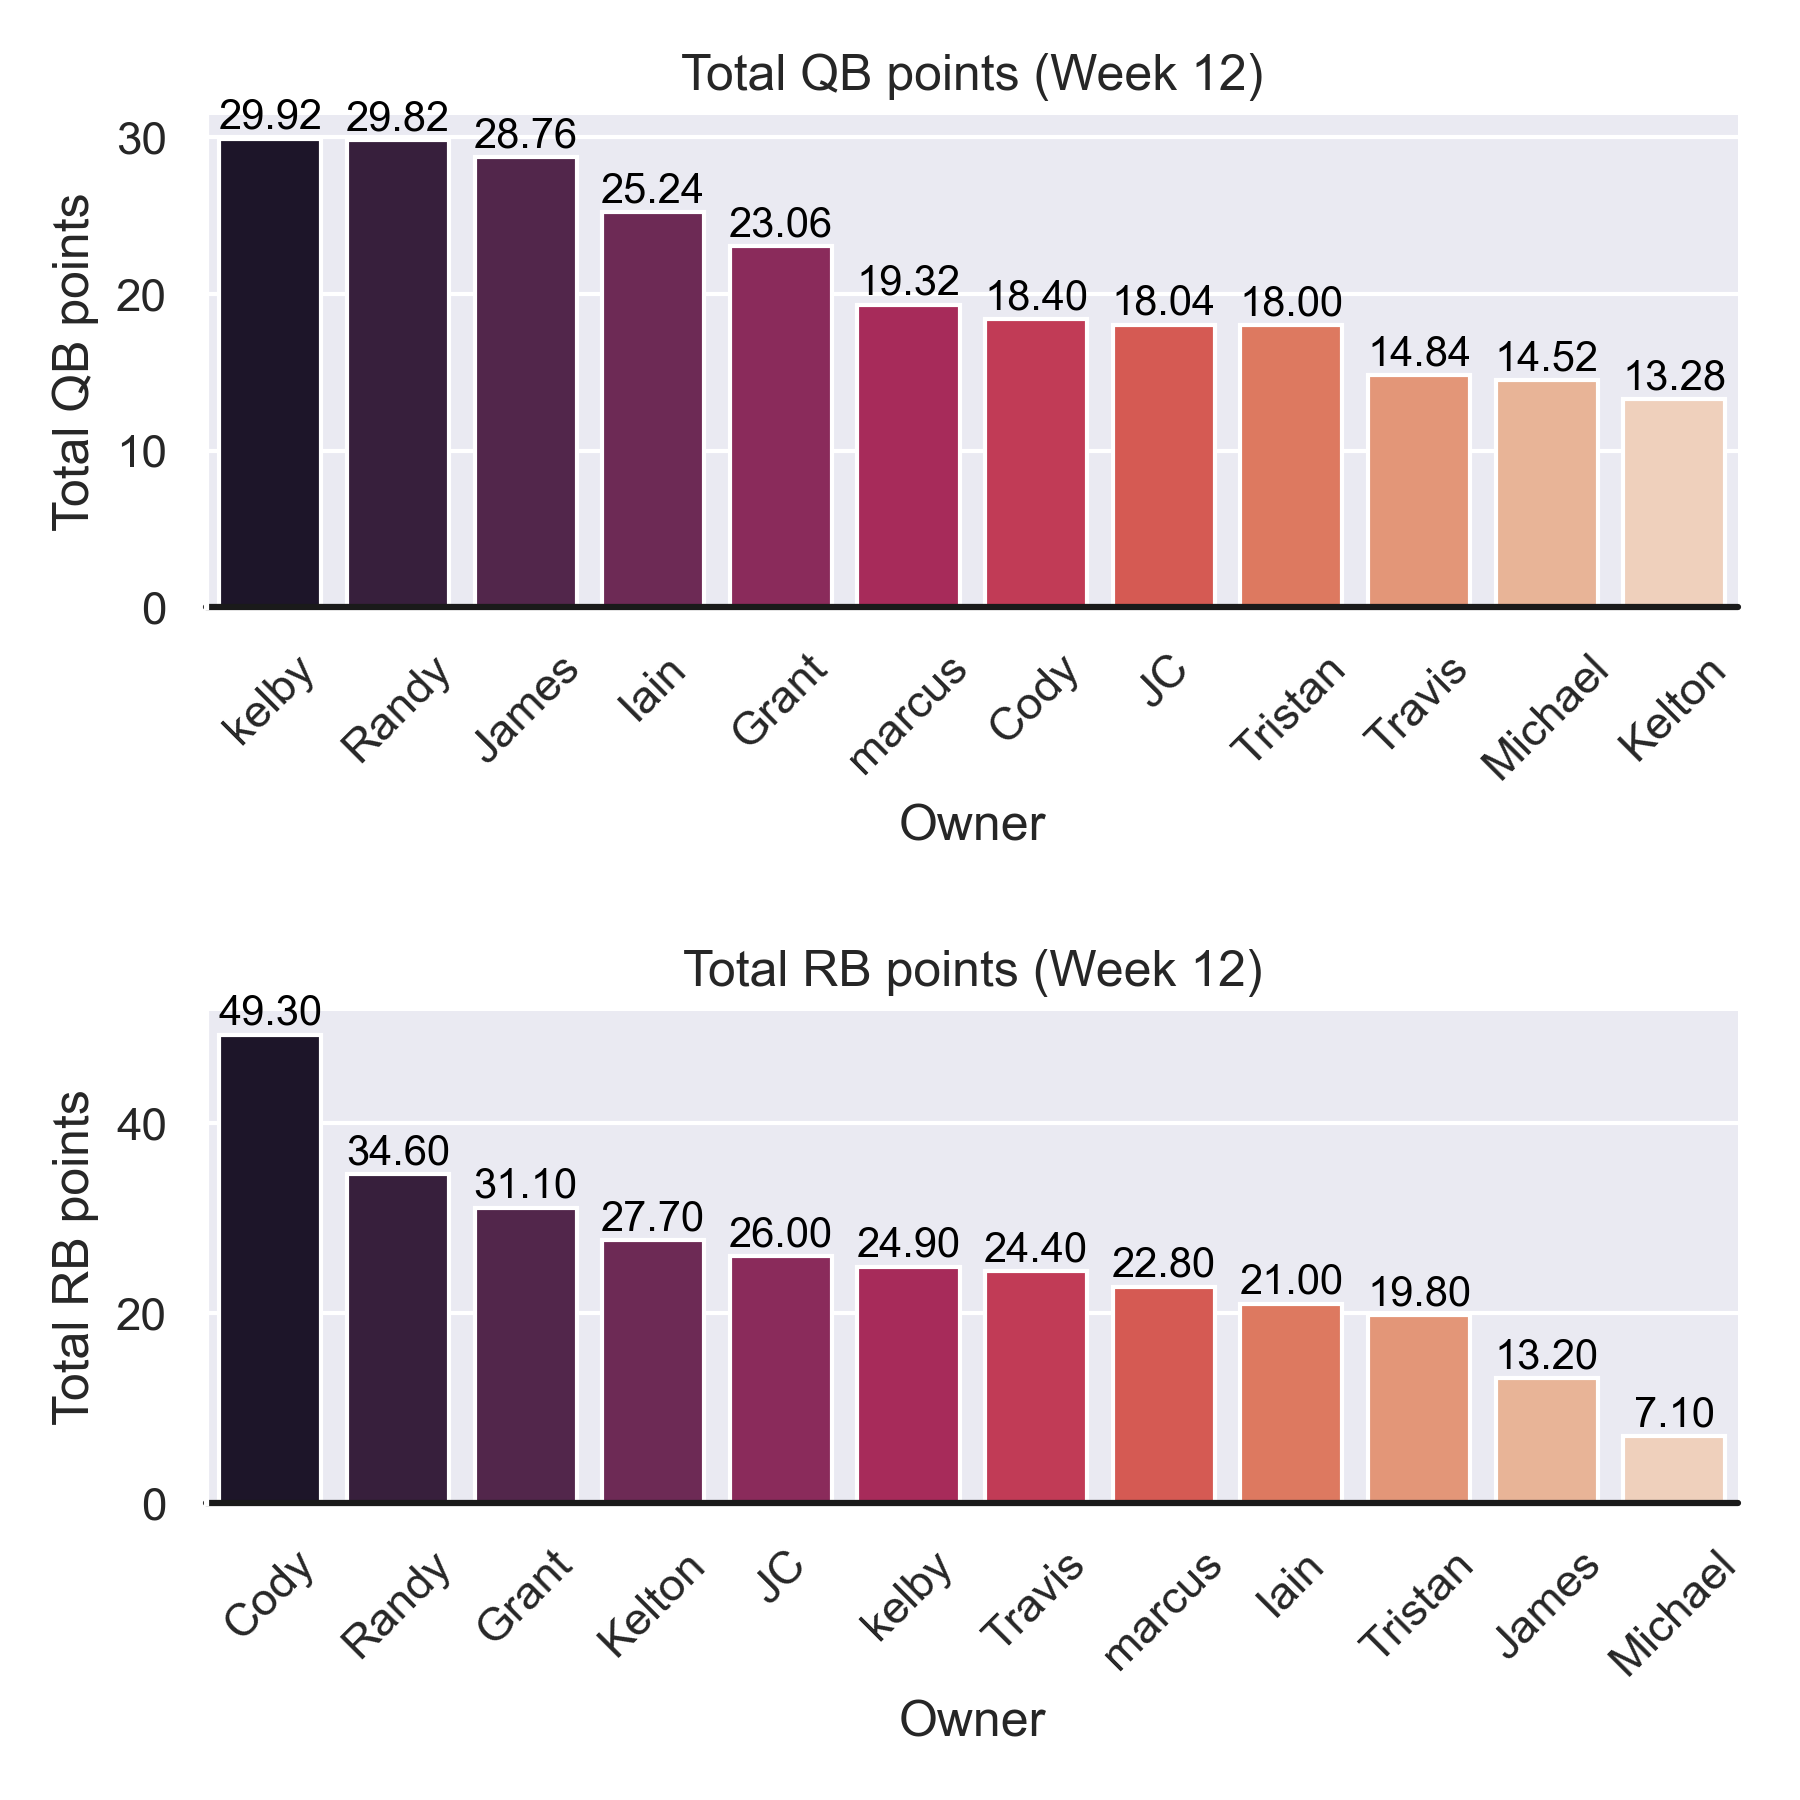 Total QB points (Week 12)
29.92 29.82 28.76 25.24 23.06 19.32 18.40 18.04 18.00 14.84 14.52 13.28
30
20
10
0
Total QB points
kelby Randy James Iain Grant marcus Cody JC Tristan Travis Michael Kelton
Owner
Total RB points (Week 12)
49.30 34.60 31.10 27.70 26.00 24.90 24.40 22.80 21.00 19.80 13.20 7.10
40
20
0
Total RB points
Cody Randy Grant Kelton JC kelby Travis marcus Iain Tristan James Michael
Owner